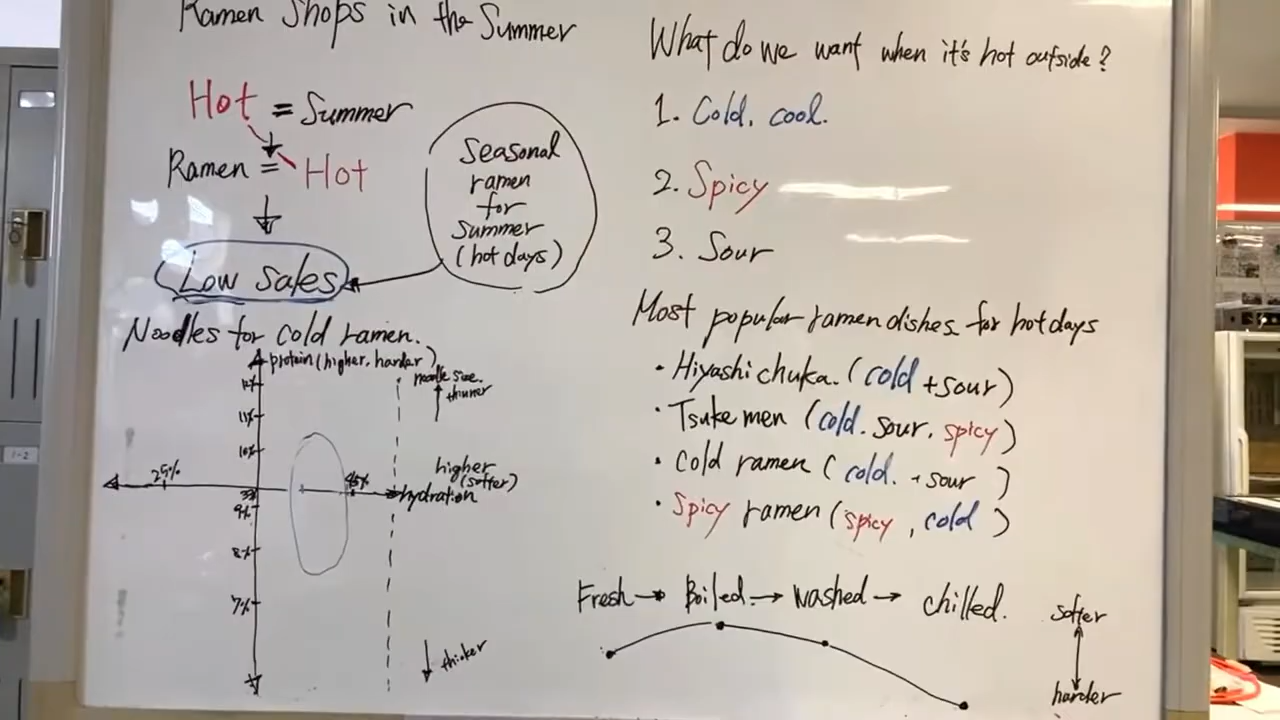 Ramen Shops in the Summer
Hot = Summer
Ramen = Hot
Low sales
Seasonal
ramen
for
summer
(hot days)
Noodles for cold ramen.
protein (higher, harder)
12%
11%
10%
9%
8%
7%
25%
45%
noodle size.
thinner
higher
(softer)
hydration
thicker
What do we want when it's hot outside?
1. Cold. cool.
2. Spicy
3. Sour
Most popular ramen dishes for hot days
• Hiyashi chuka. (cold + sour)
• Tsuke men (cold. sour. spicy)
• Cold ramen (cold. + sour)
• Spicy ramen (spicy, cold)
Fresh → Boiled. → washed → chilled.
softer
harder
1-2